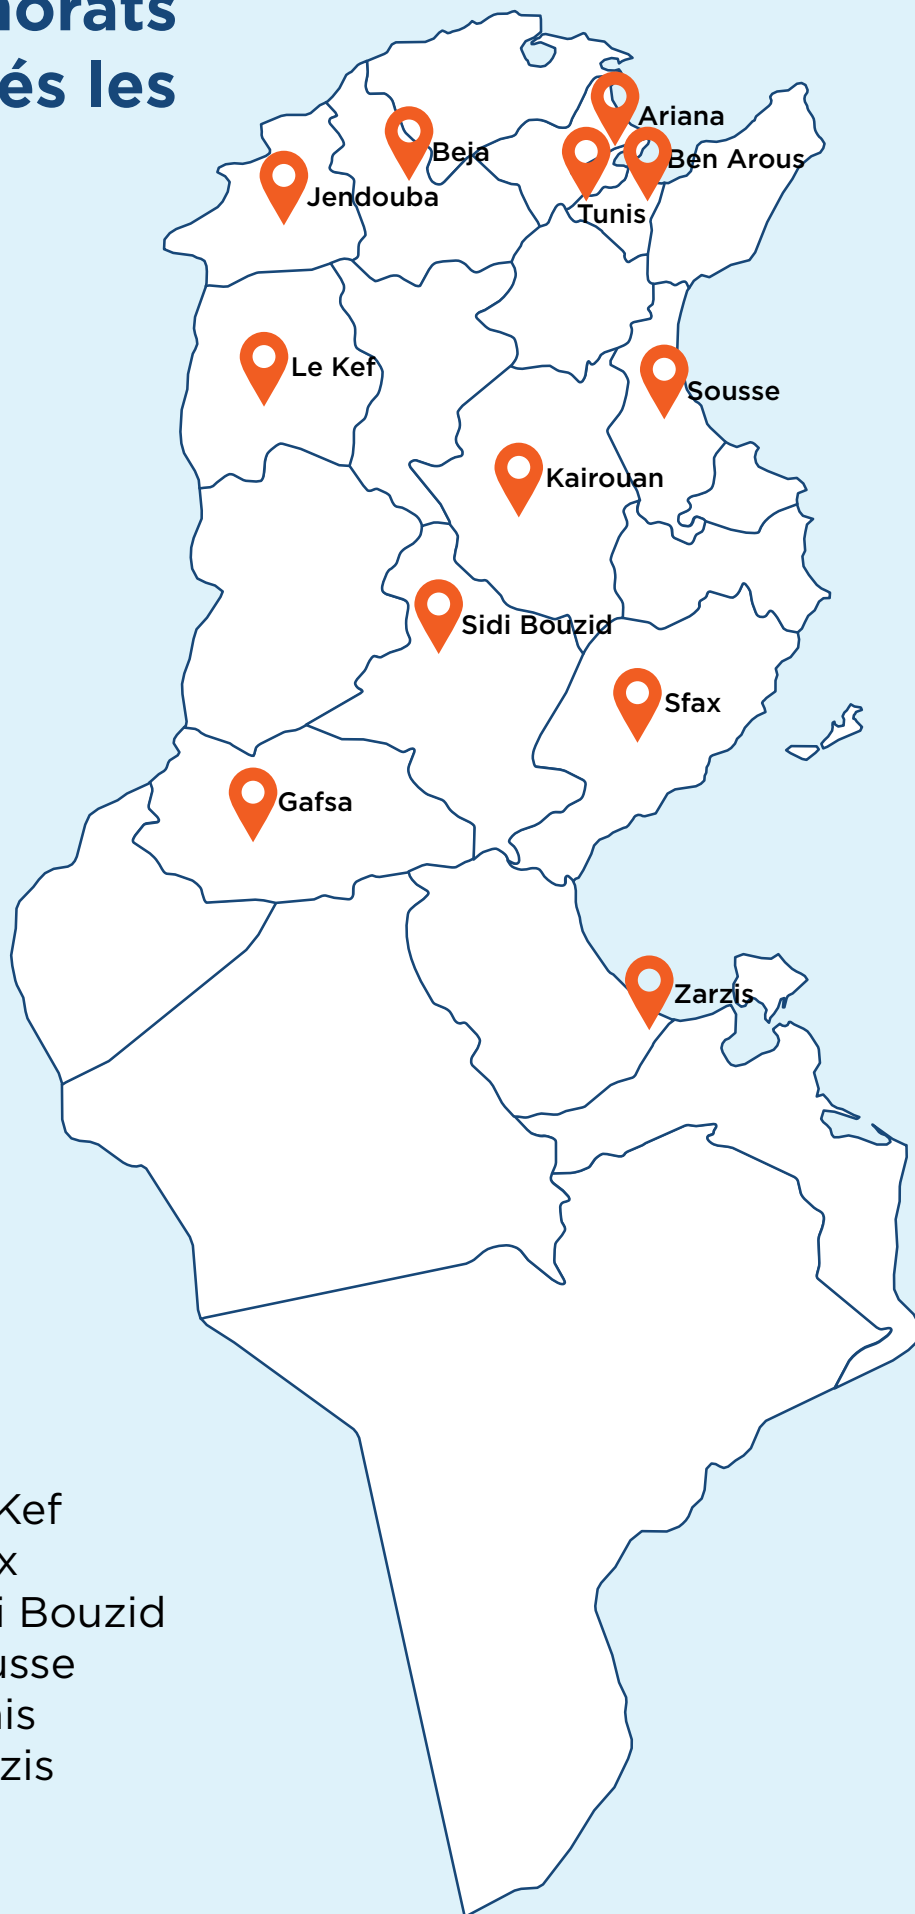 norats
és les
Ariana
Beja
Ben Arous
Jendouba
Tunis
Le Kef
Sousse
Kairouan
Sidi Bouzid
Sfax
Gafsa
Zarzis
Kef
x
i Bouzid
usse
nis
zis